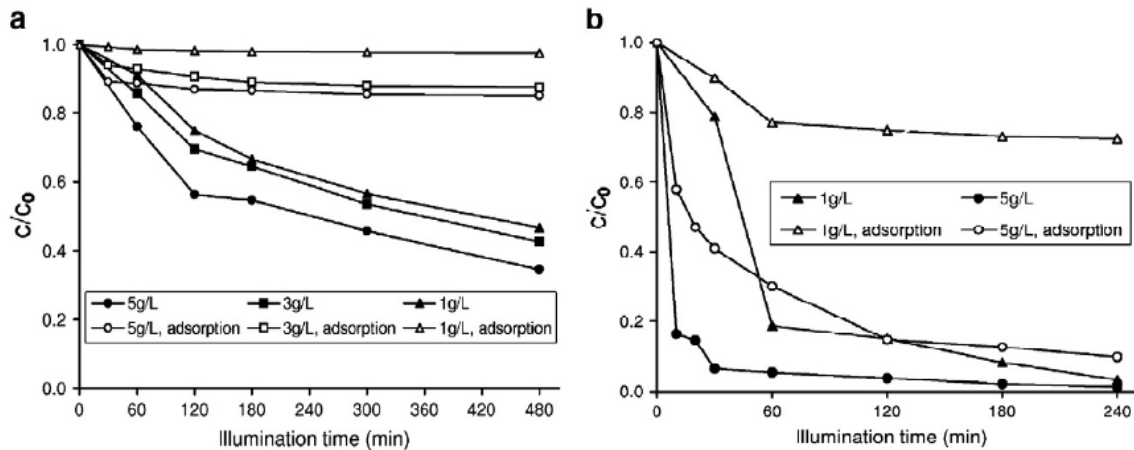 a
1.0
0.8
0.6
0.4
0.2
0.0
C/C0
5g/L 3g/L 1g/L
5g/L, adsorption 3g/L, adsorption 1g/L, adsorption
0 60 120 180 240 300 360 420 480
Illumination time (min)
b
1.0
0.8
0.6
0.4
0.2
0.0
C/C0
1g/L 5g/L
1g/L, adsorption 5g/L, adsorption
0 60 120 180 240
Illumination time (min)